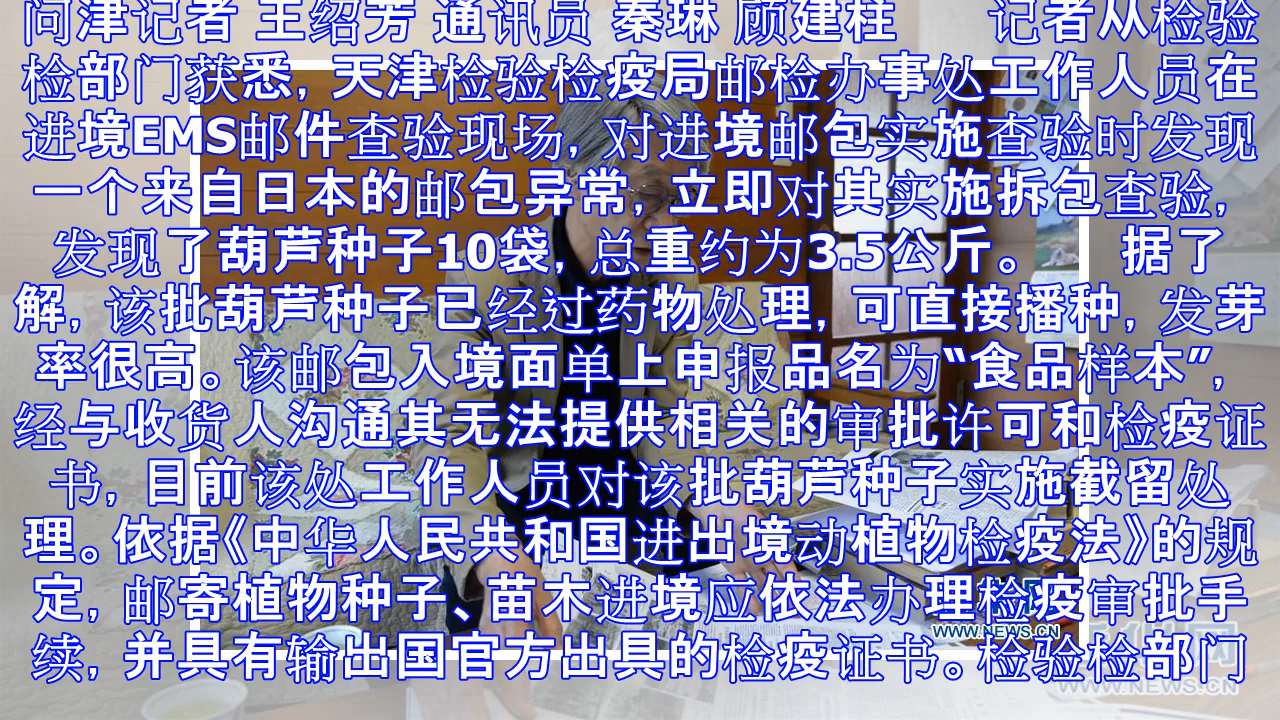 问津记者 王绍芳 通讯员 秦琳 顾建柱 记者从检验
检部门获悉, 天津检验检疫局邮检办事处工作人员在
进境EMS邮件查验现场, 对进境邮包实施查验时发现
一个来自日本的邮包异常, 立即对其实施拆包查验,
发现了葫芦种子10袋, 总重约为3.5公斤。 据了
解, 该批葫芦种子已经过药物处理, 可直接播种, 发芽
率很高。该邮包入境面单上申报品名为“食品样本”,
经与收货人沟通其无法提供相关的审批许可和检疫证
书, 目前该处工作人员对该批葫芦种子实施截留处
理。依据《中华人民共和国进出境动植物检疫法》的规
定, 邮寄植物种子、苗木进境应依法办理检疫审批手
续, 并具有输出国官方出具的检疫证书。检验检部门
WWW.NEWS.CN
WWW.NEWS.CN